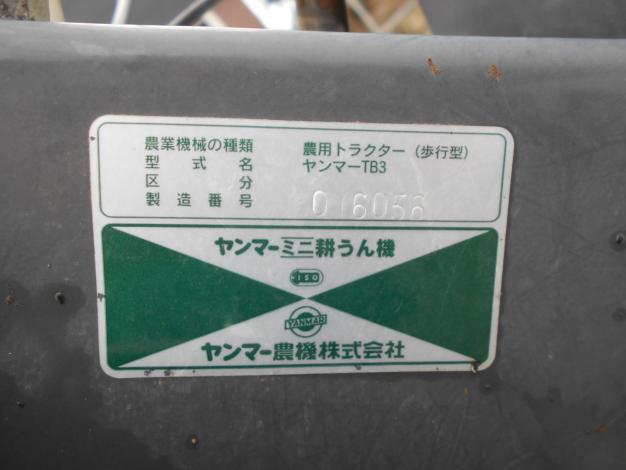 農業機械の種類 農用トラクター（歩行型）
型式名 ヤンマーTB3
区分
製造番号 016056
ヤンマーミニ耕うん機
ISO
YANMAR
ヤンマー農機株式会社